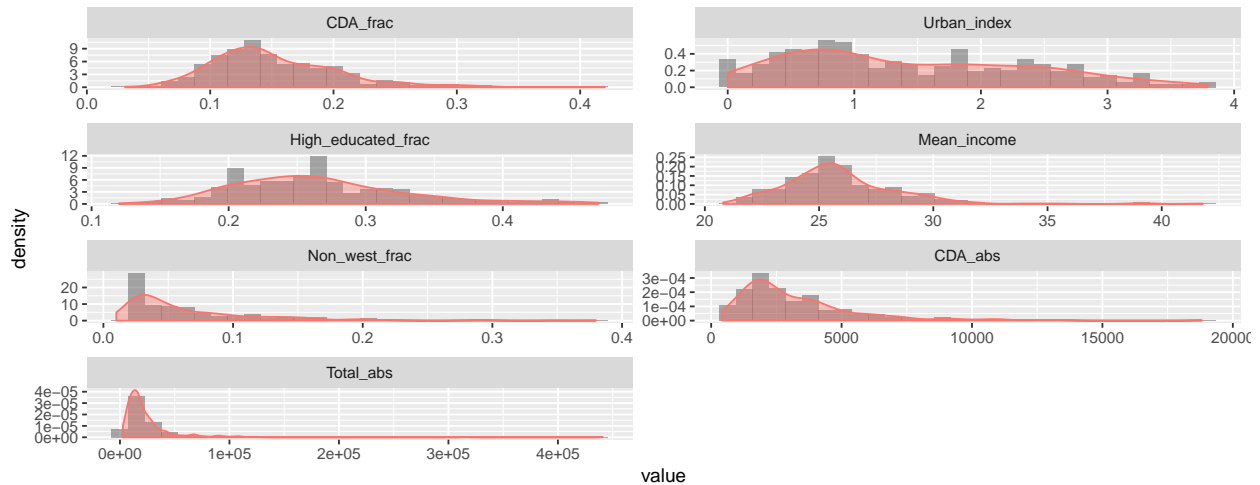 CDA_frac
9
6
3
0
0.0 0.1 0.2 0.3 0.4
Urban_index
0.4
0.2
0.0
0 1 2 3 4
High_educated_frac
12
9
6
3
0
0.1 0.2 0.3 0.4
Mean_income
0.25
0.20
0.15
0.10
0.05
0.00
20 25 30 35 40
Non_west_frac
20
10
0
0.0 0.1 0.2 0.3 0.4
CDA_abs
3e−04
2e−04
1e−04
0e+00
0 5000 10000 15000 20000
Total_abs
4e−05
3e−05
2e−05
1e−05
0e+00
0e+00 1e+05 2e+05 3e+05 4e+05
density
value